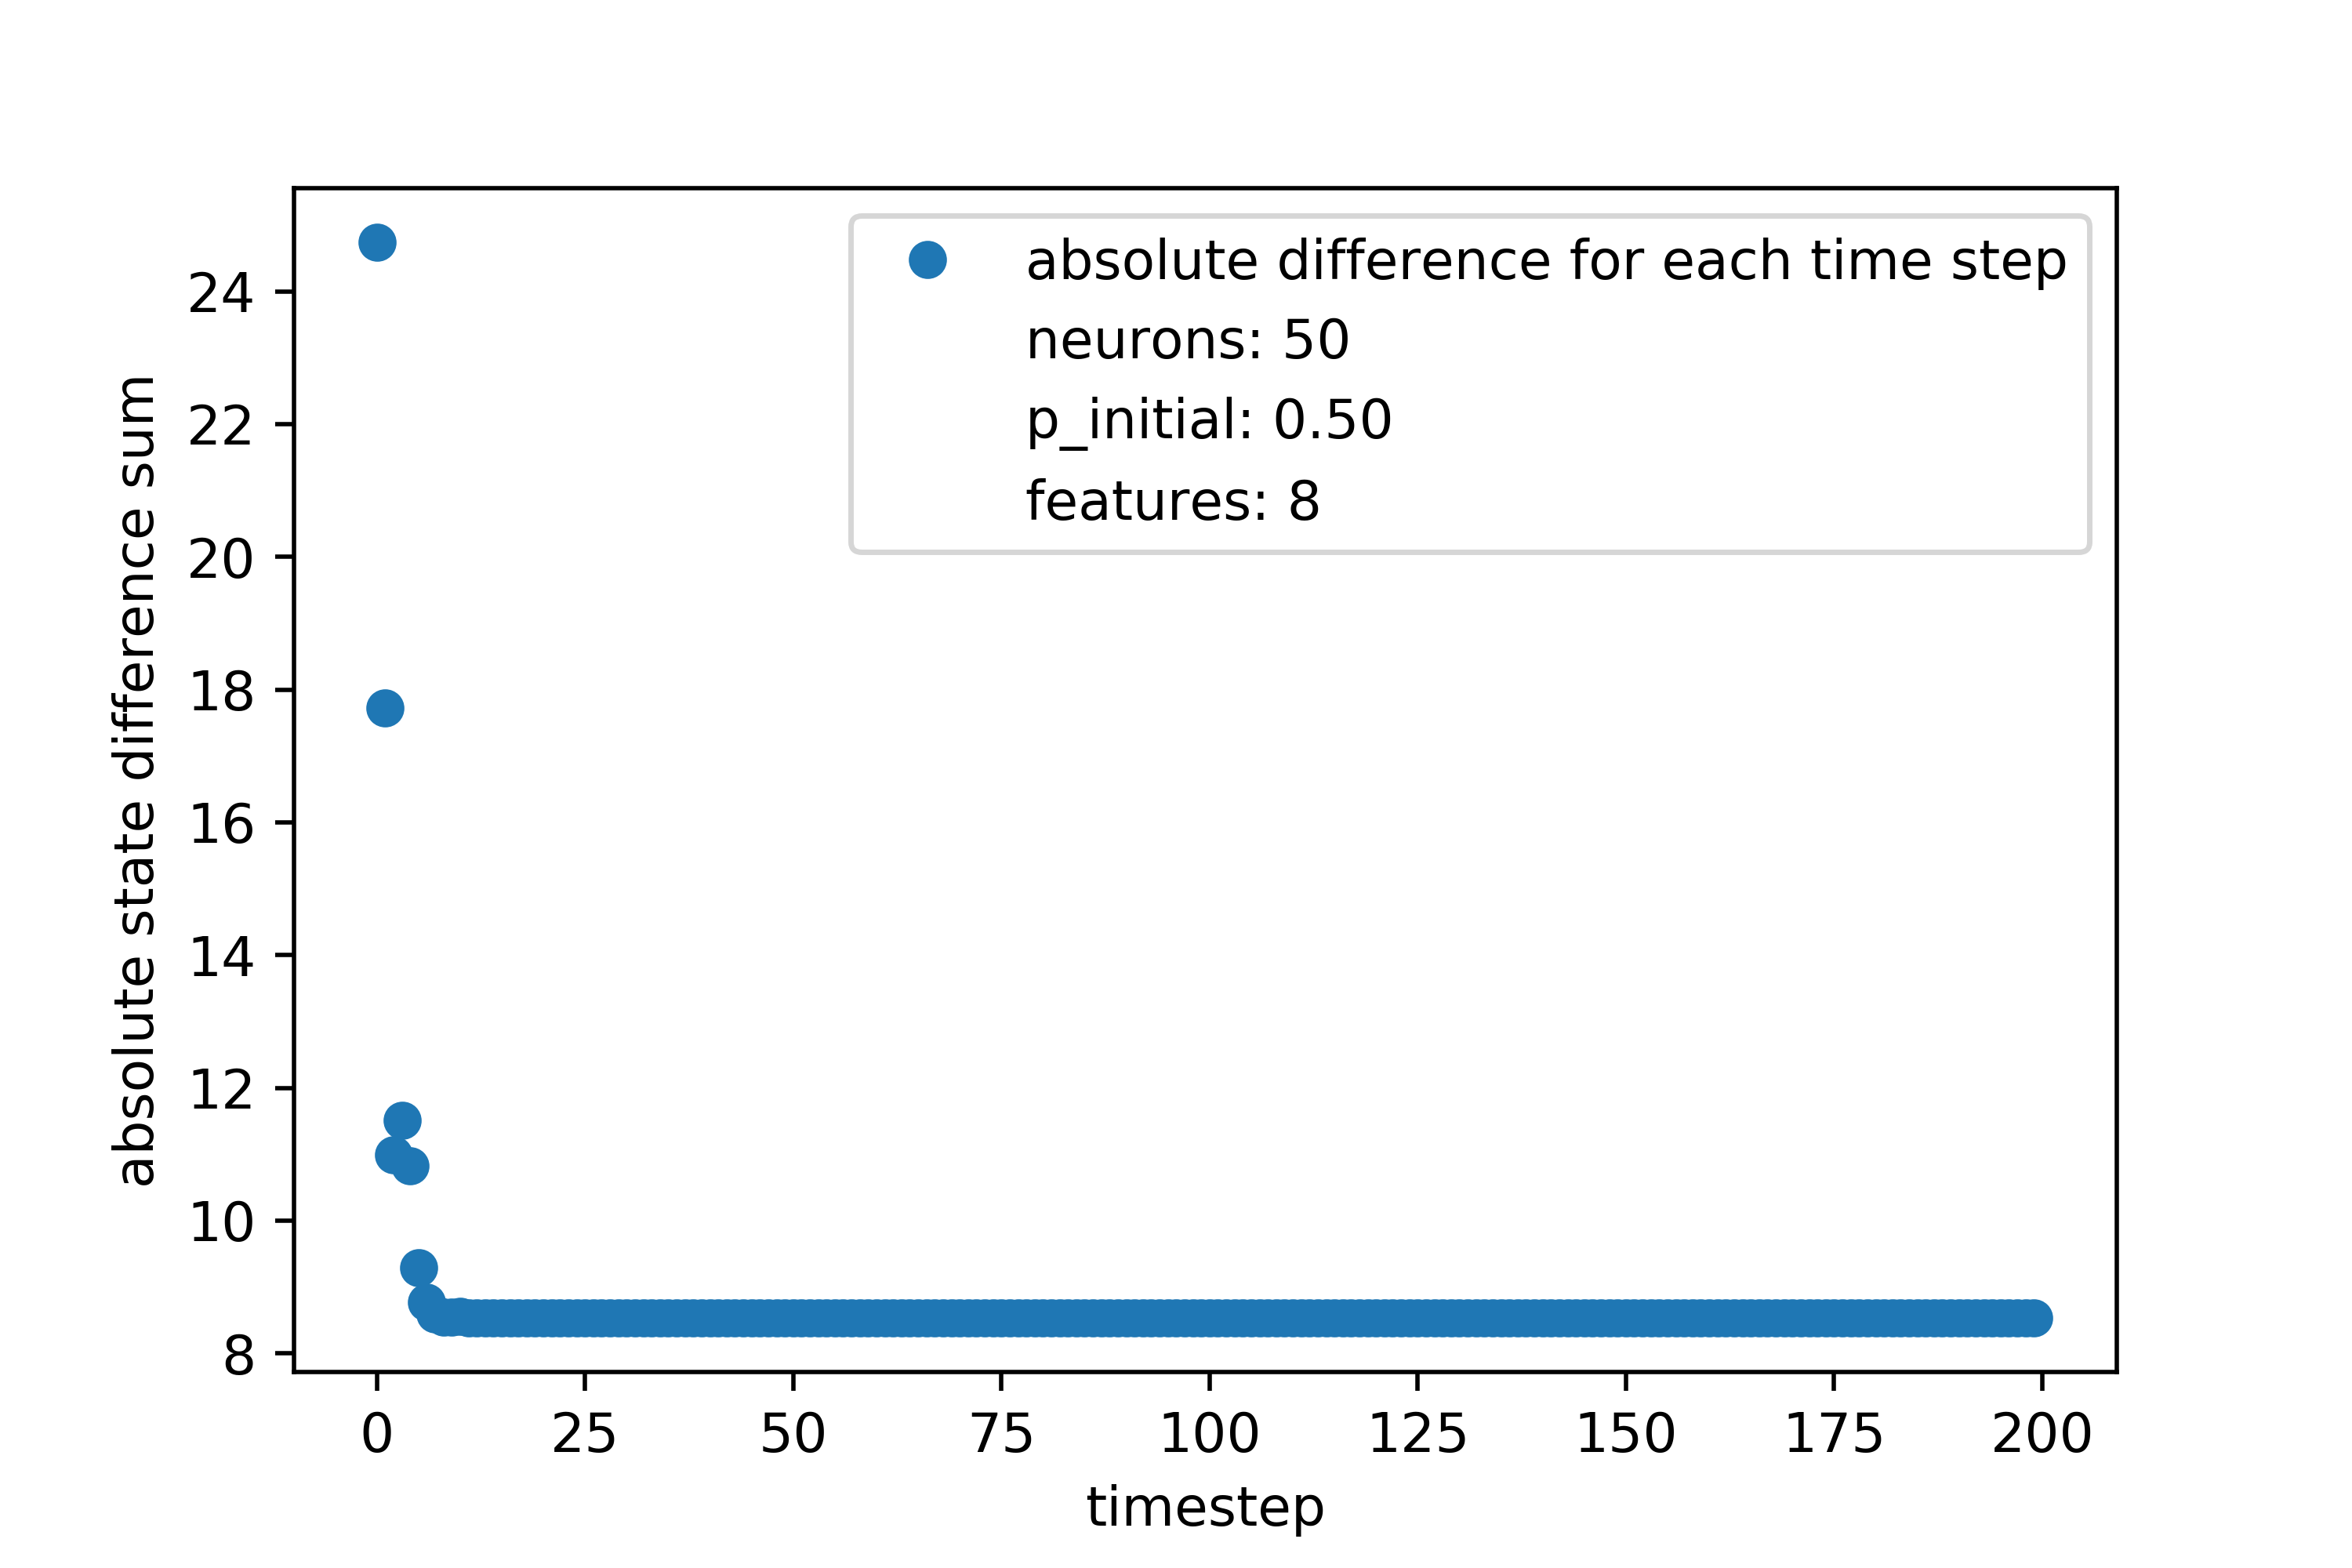 absolute difference for each time step
neurons: 50
p_initial: 0.50
features: 8
absolute state difference sum
24
22
20
18
16
14
12
10
8
0 25 50 75 100 125 150 175 200
timestep